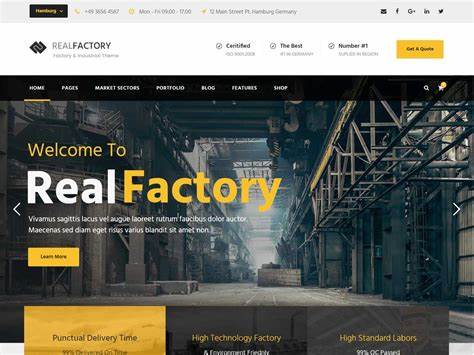 Hamburg +49 3656 4567 Mon - Fri 09:00 - 17:00 12 Main Street Pt. Hamburg Germany
REALFACTORY
Factory & Industrial Theme
Ceritified
ISO 9001:2008
The Best
#1 IN GERMANY
Number #1
SUPLIER IN REGION
Get A Quote
HOME PAGES MARKET SECTORS PORTFOLIO BLOG FEATURES SHOP
Welcome To
RealFactory
Vivamus sagittis lacus vel augue laoreet rutrum faucibus dolor auctor.
Maecenas sed diam eget risus varius blandit sit amet non.
Learn More
Punctual Delivery Time
99% Delivered On Time
High Technology Factory
& Environment Friednly
High Standard Labors
99% QC Passed